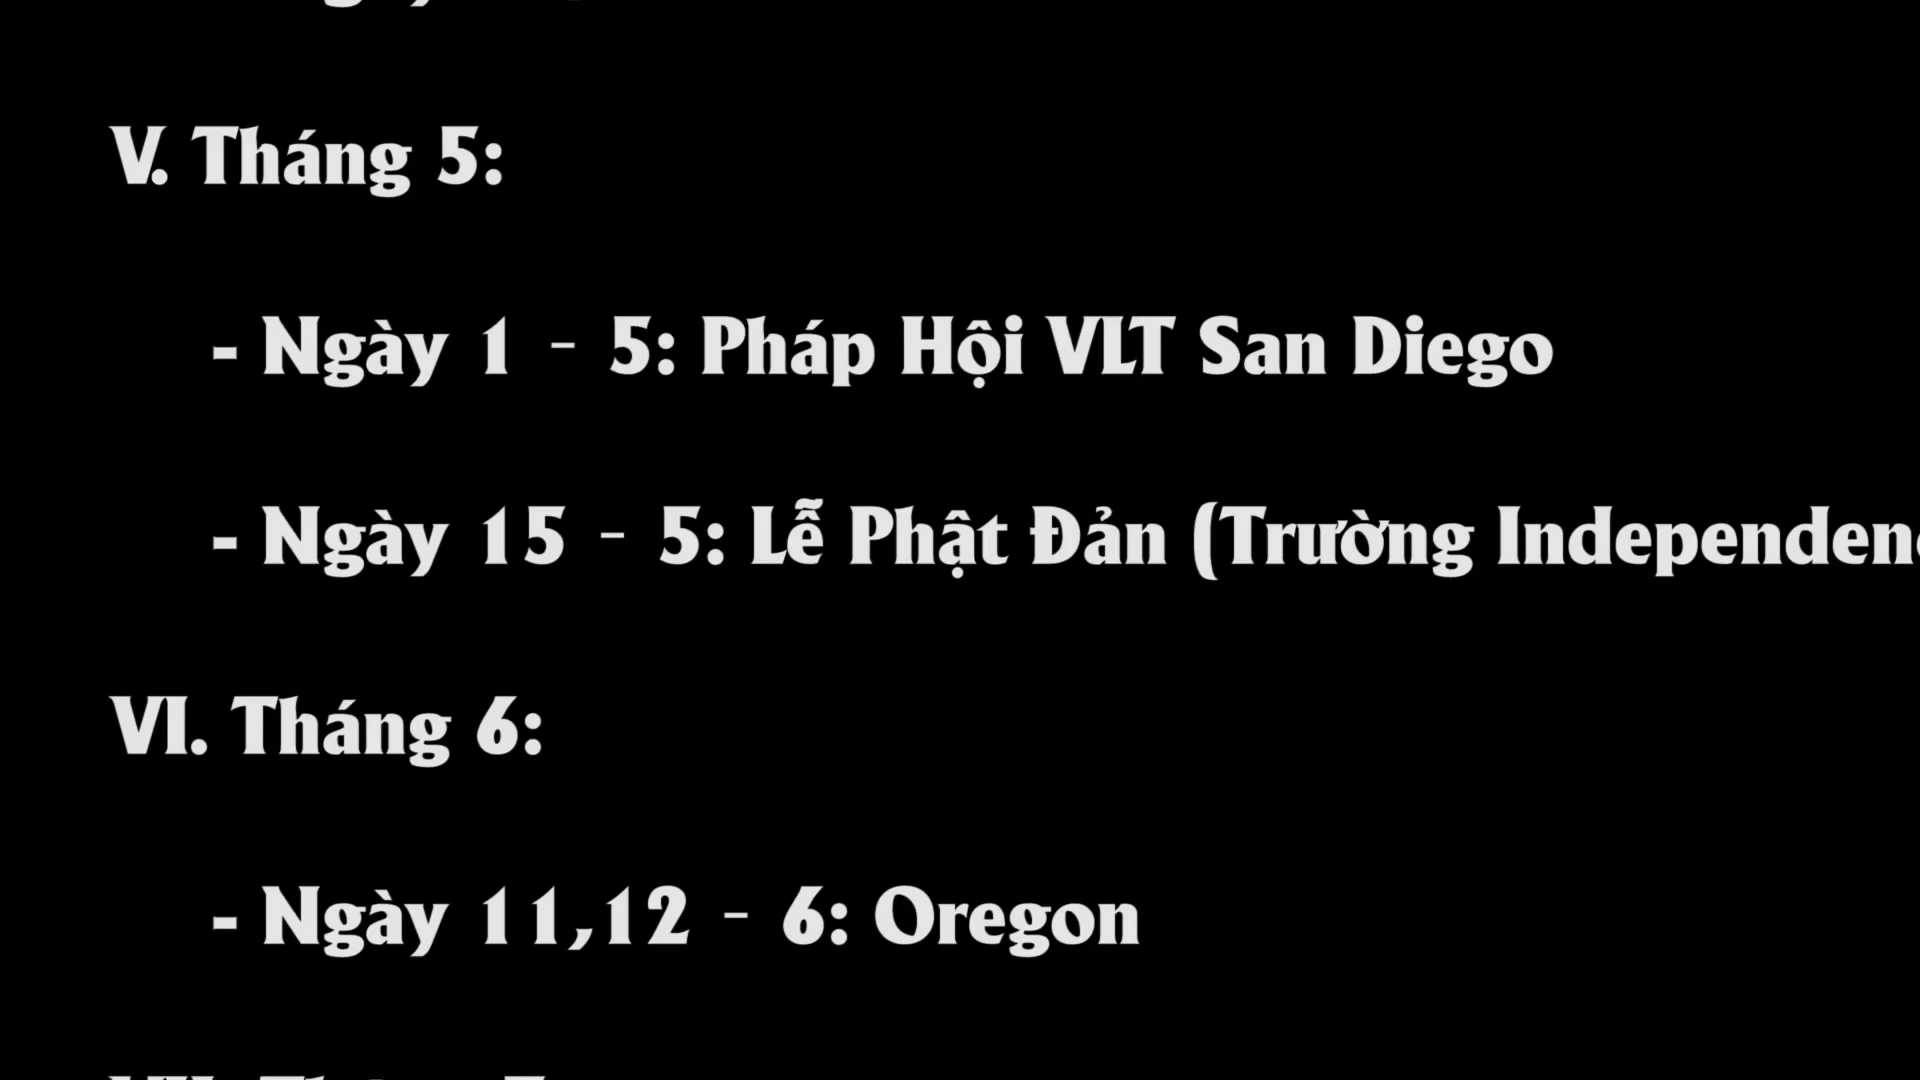 V. Tháng 5:
- Ngày 1 - 5: Pháp Hội VLT San Diego
- Ngày 15 - 5: Lễ Phật Đản (Trường
VI. Tháng 6:
- Ngày 11,12 - 6: Oregon